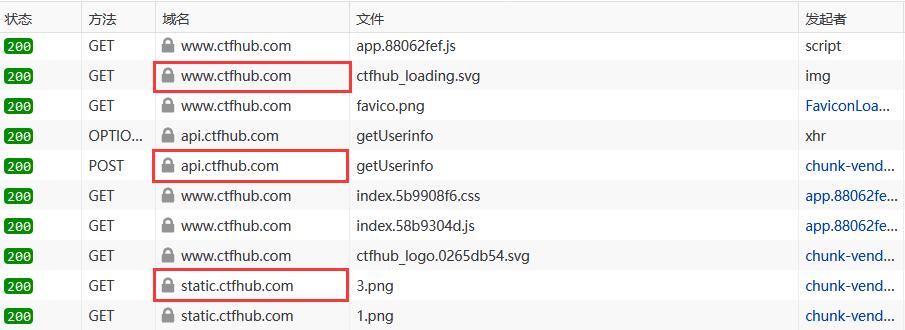 状态 方法 域名 文件 发起者
200 GET www.ctfhub.com app.88062fef.js script
200 GET www.ctfhub.com ctfhub_loading.svg img
200 GET www.ctfhub.com favico.png FaviconLoa...
200 OPTIO... api.ctfhub.com getUserinfo xhr
200 POST api.ctfhub.com getUserinfo chunk-vend...
200 GET www.ctfhub.com index.5b9908f6.css app.88062fe...
200 GET www.ctfhub.com index.58b9304d.js app.88062fe...
200 GET www.ctfhub.com ctfhub_logo.0265db54.svg chunk-vend...
200 GET static.ctfhub.com 3.png chunk-vend...
200 GET static.ctfhub.com 1.png chunk-vend...